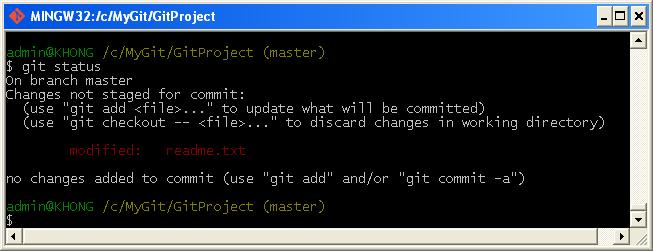 MINGW32:/c/MyGit/GitProject
admin@KHONG /c/MyGit/GitProject (master)
$ git status
On branch master
Changes not staged for commit:
  (use "git add <file>..." to update what will be committed)
  (use "git checkout -- <file>..." to discard changes in working directory)
        modified:   readme.txt
no changes added to commit (use "git add" and/or "git commit -a")
admin@KHONG /c/MyGit/GitProject (master)
$